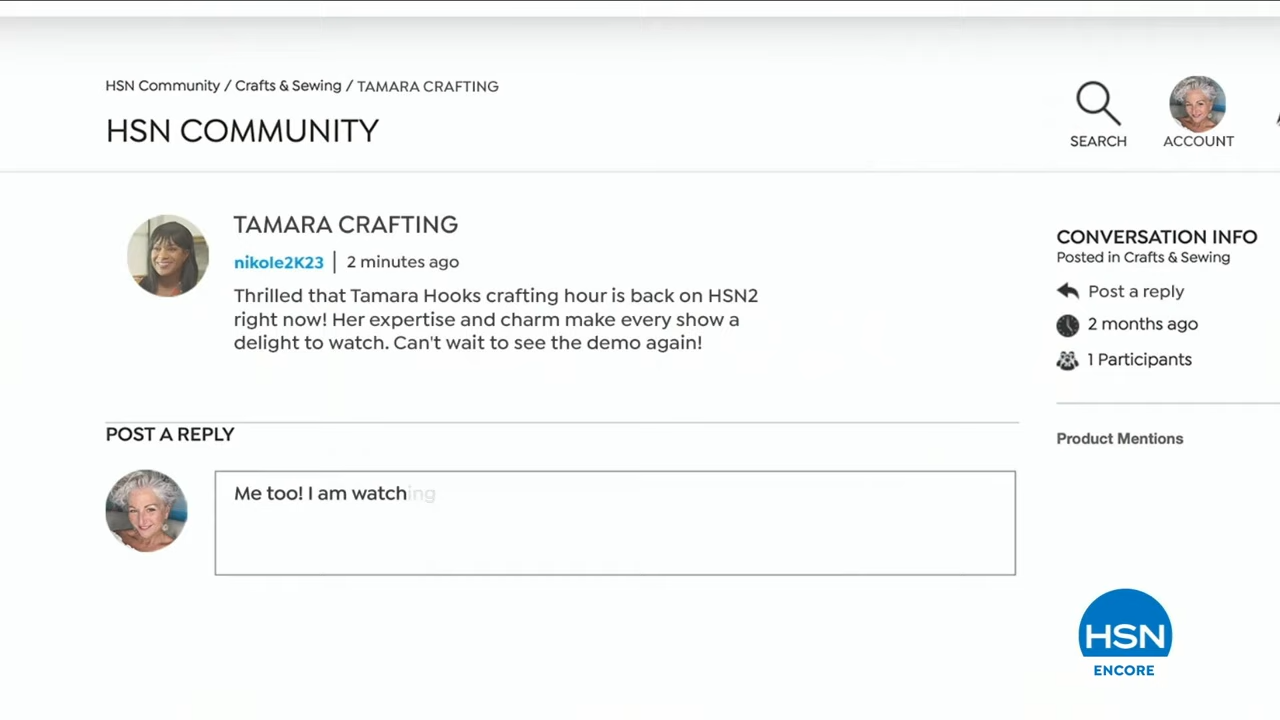 HSN Community / Crafts & Sewing / TAMARA CRAFTING
HSN COMMUNITY
SEARCH
ACCOUNT
TAMARA CRAFTING
nikole2K23 | 2 minutes ago
Thrilled that Tamara Hooks crafting hour is back on HSN2
right now! Her expertise and charm make every show a
delight to watch. Can't wait to see the demo again!
CONVERSATION INFO
Posted in Crafts & Sewing
Post a reply
2 months ago
1 Participants
Product Mentions
POST A REPLY
Me too! I am watching
HSN
ENCORE